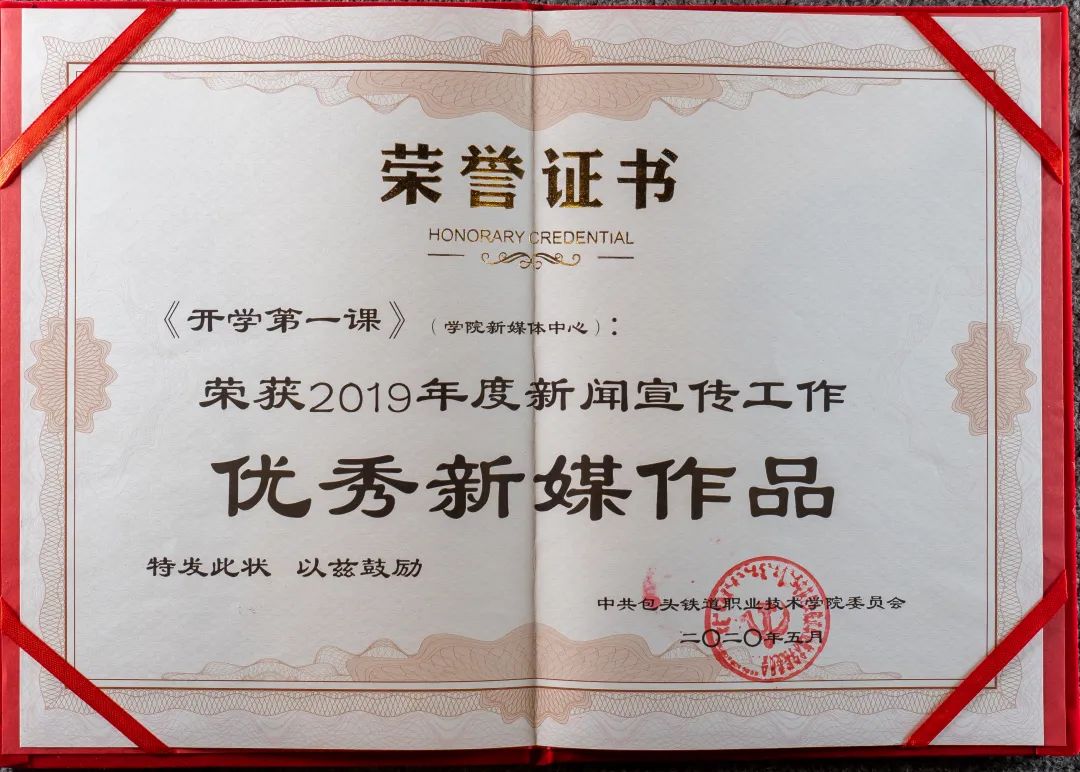 荣誉证书
HONORARY CREDENTIAL
《开学第一课》（学院新媒体中心）：
荣获2019年度新闻宣传工作
优秀新媒作品
特发此状 以兹鼓励
中共包头铁道职业技术学院委员会
二〇二〇年五月